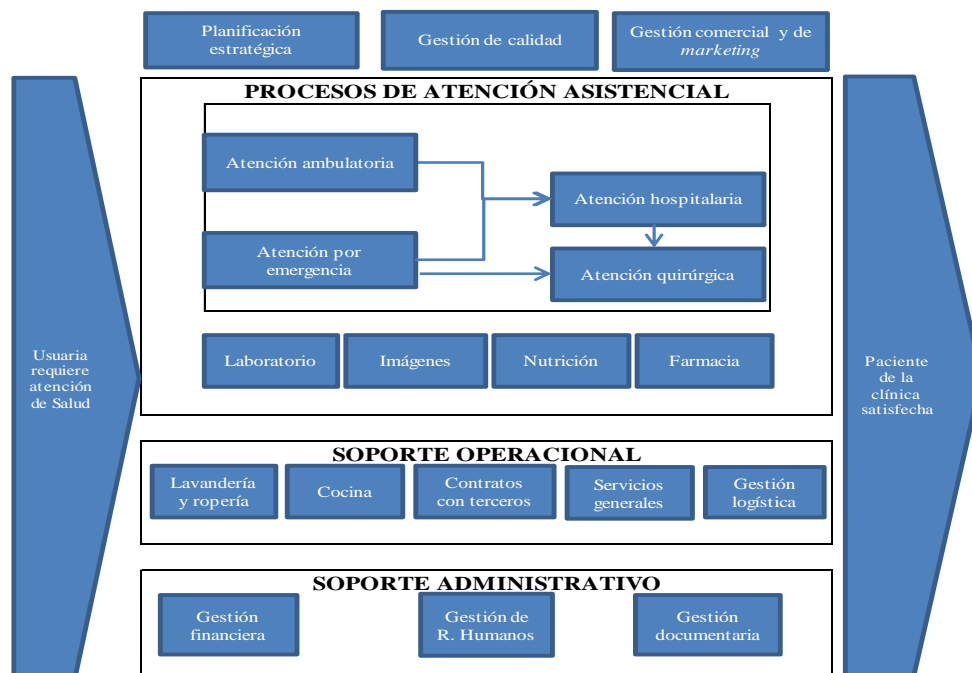 Planificación
estratégica
Gestión de calidad
Gestión comercial y de
marketing
PROCESOS DE ATENCIÓN ASISTENCIAL
Atención ambulatoria
Atención hospitalaria
Atención por
emergencia
Atención quirúrgica
Laboratorio
Imágenes
Nutrición
Farmacia
Usuaria
requiere
atención
de Salud
Paciente
de la
clínica
satisfecha
SOPORTE OPERACIONAL
Lavandería
y ropería
Cocina
Contratos
con terceros
Servicios
generales
Gestión
logística
SOPORTE ADMINISTRATIVO
Gestión
financiera
Gestión de
R. Humanos
Gestión
documentaria